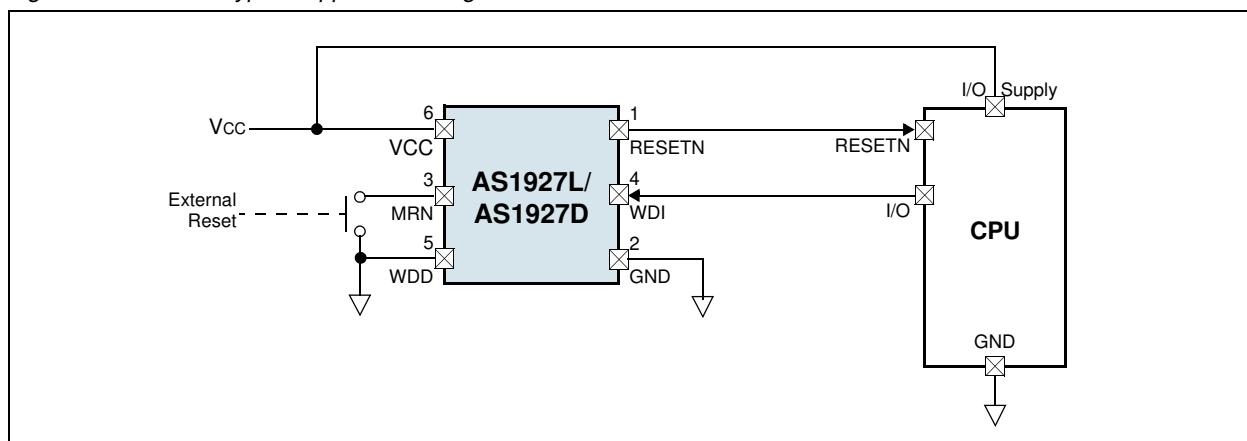 I/O Supply
VCC
6
VCC
1
RESETN
RESETN
AS1927L/
AS1927D
3
MRN
4
WDI
I/O
External
Reset
CPU
5
WDD
2
GND
GND